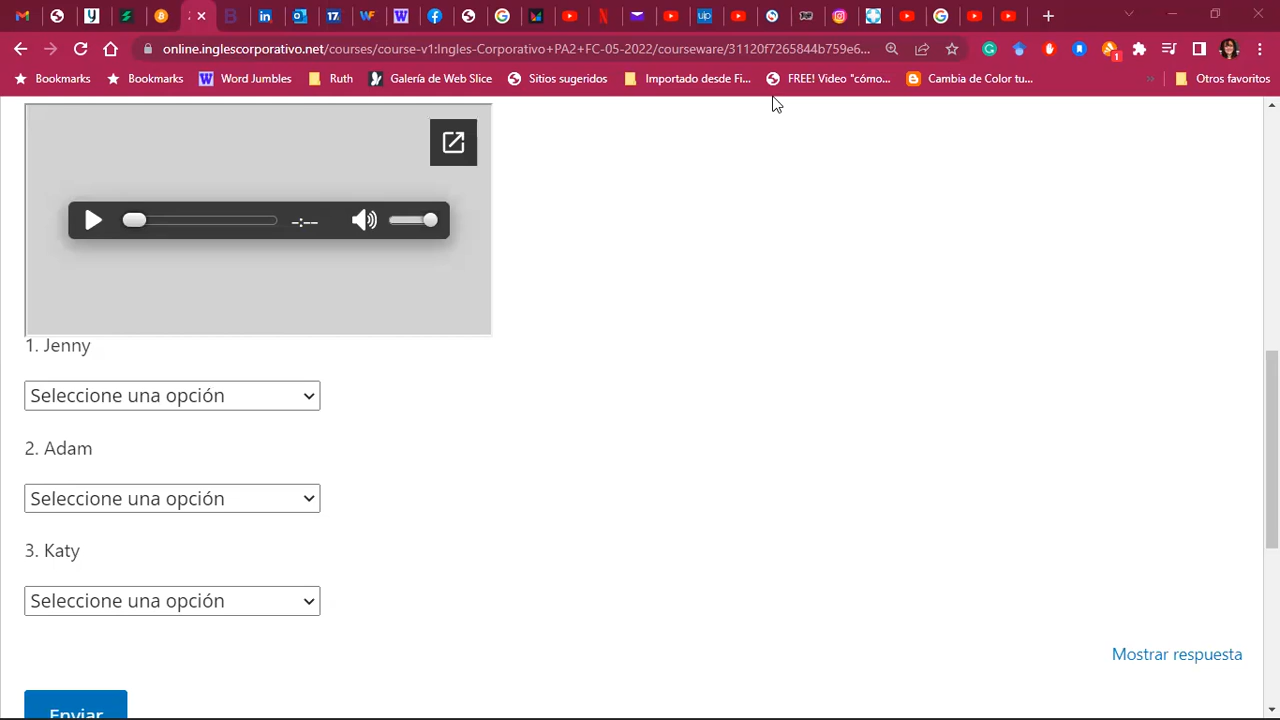 online.inglescorporativo.net/courses/course-v1:Ingles-Corporativo+PA2+FC-05-2022/courseware/31120f7265844b759e6...
1
Bookmarks
Bookmarks
Word Jumbles
Ruth
Galería de Web Slice
Sitios sugeridos
Importado desde Fi...
FREE! Video "cómo...
Cambia de Color tu...
»
Otros favoritos
-:--
1. Jenny
Seleccione una opción
2. Adam
Seleccione una opción
3. Katy
Seleccione una opción
Mostrar respuesta
Enviar